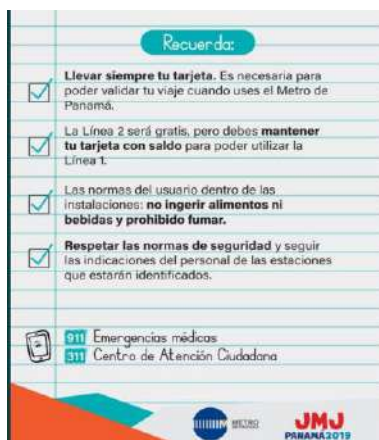 Recuerda:
Llevar siempre tu tarjeta. Es necesaria para
poder validar tu viaje cuando uses el Metro de
Panamá.
La Línea 2 será gratis, pero debes mantener
tu tarjeta con saldo para poder utilizar la
Línea 1.
Las normas del usuario dentro de las
instalaciones: no ingerir alimentos ni
bebidas y prohibido fumar.
Respetar las normas de seguridad y seguir
las indicaciones del personal de las estaciones
que estarán identificados.
911 Emergencias médicas
311 Centro de Atención Ciudadana
METRO
JMJ
PANAMÁ2019